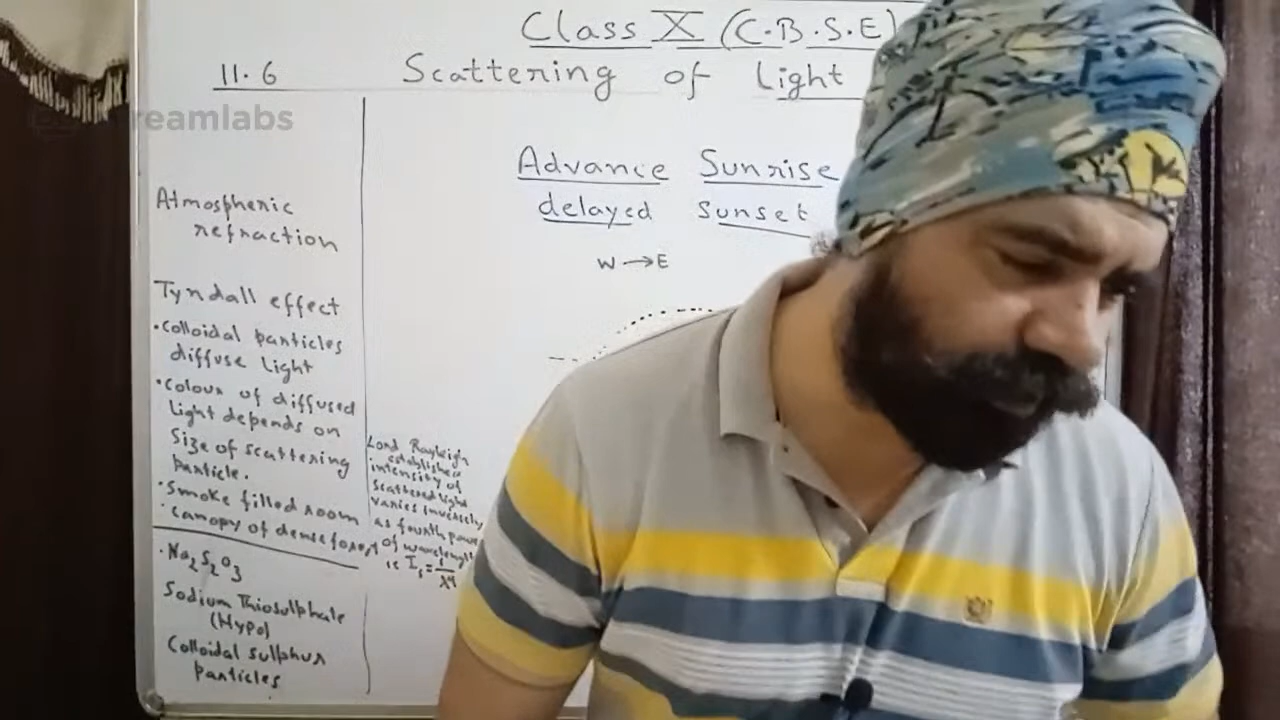 Class X (C.B.S.E)
11.6 Scattering of Light
reamlabs
Advance Sunrise
delayed Sunset
W→E
Atmospheric
refraction
Tyndall effect
• Colloidal particles
diffuse light
• Colour of diffused
light depends on
Size of scattering
particle.
• Smoke filled room
• Canopy of dense forest
Lord Rayleigh
established
intensity of
Scattered light
varies inversely
as fourth power
of wavelength
ie I
• Na2S2O3
Sodium Thiosulphate
(Hypo)
Colloidal sulphur
particles